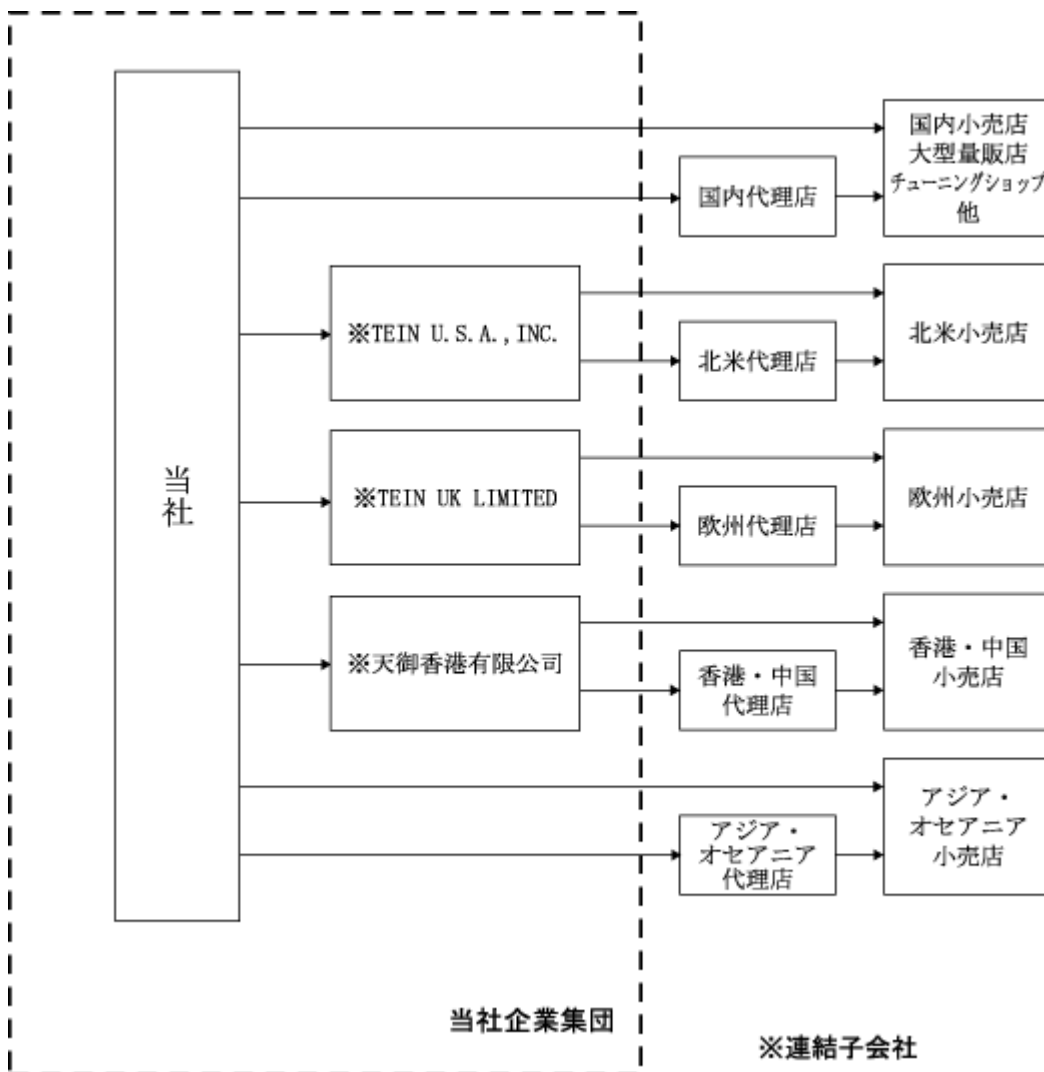 当
社
国内小売店
大型量販店
チューニングショップ
他
国内代理店
※TEIN U.S.A.,INC.
北米代理店
北米小売店
※TEIN UK LIMITED
欧州代理店
欧州小売店
※天御香港有限公司
香港・中国
代理店
香港・中国
小売店
アジア・
オセアニア
代理店
アジア・
オセアニア
小売店
当社企業集団
※連結子会社